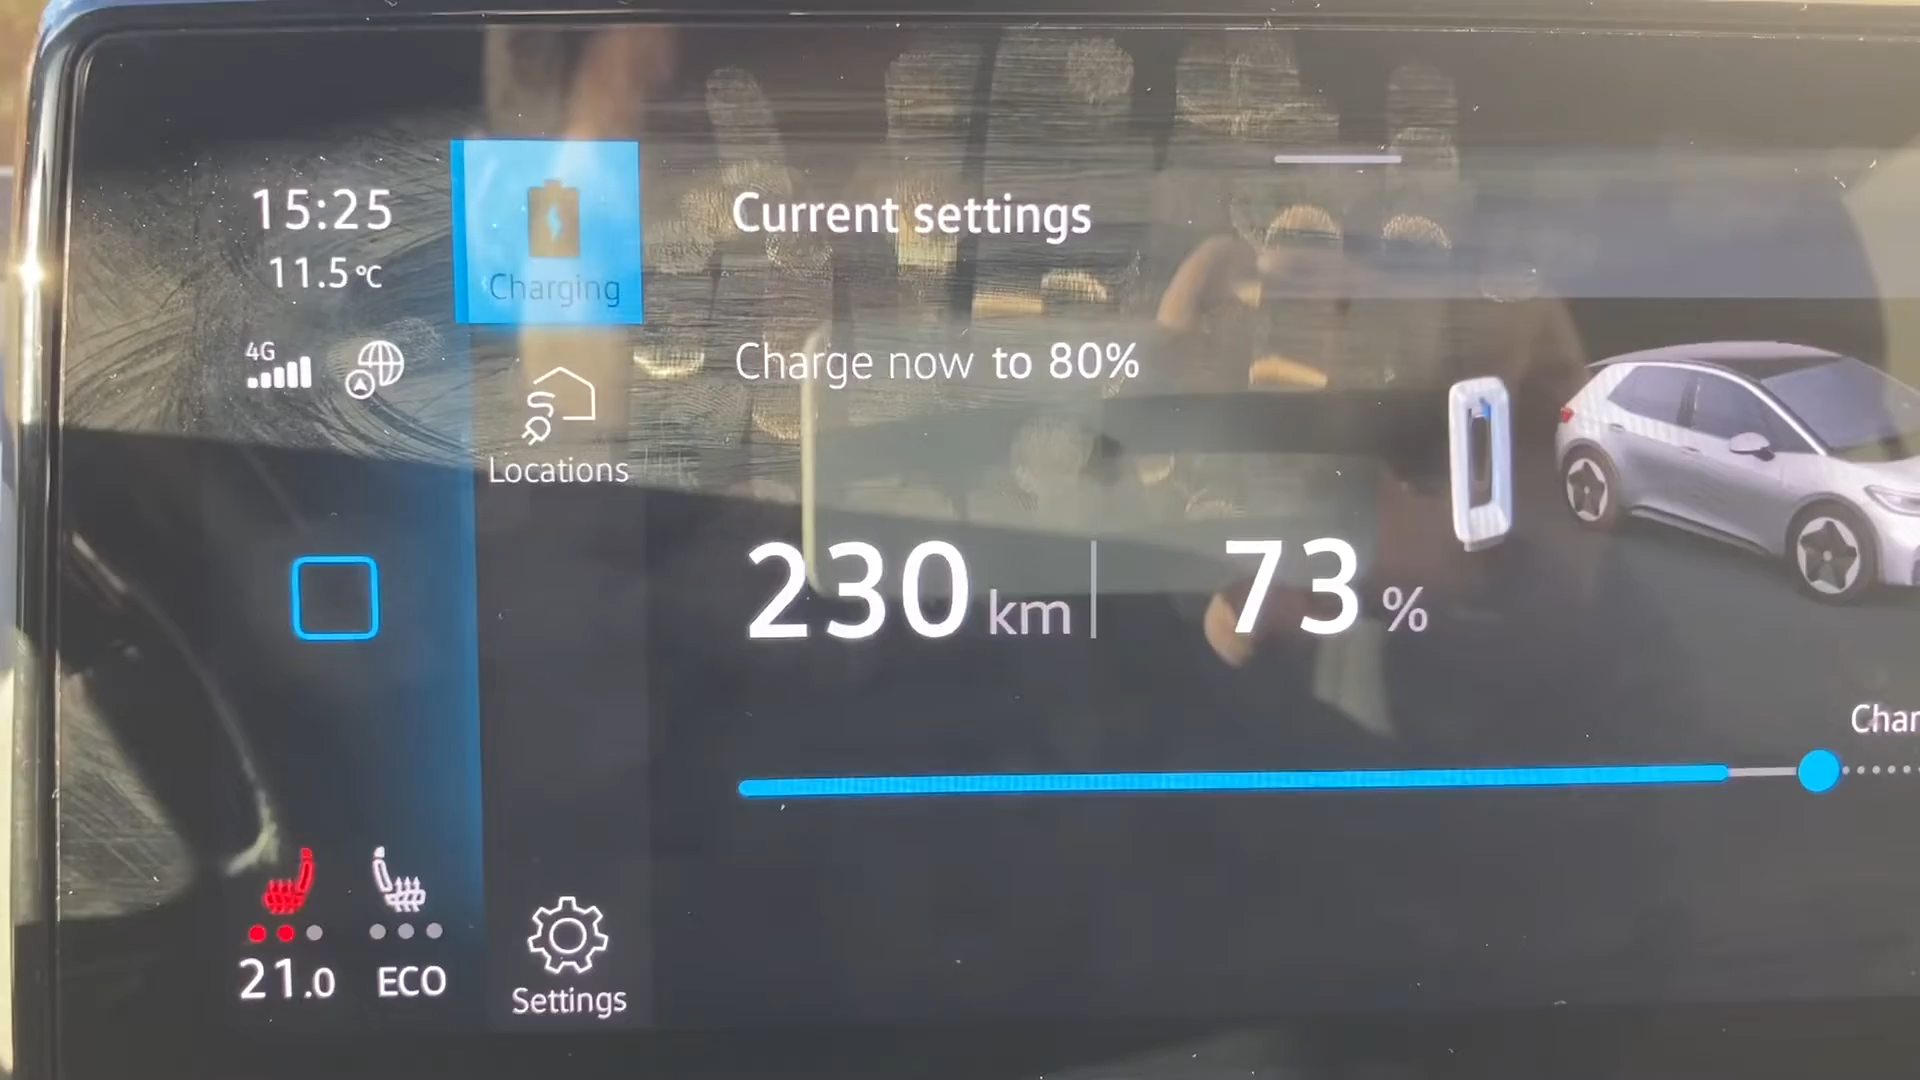 15:25
11.5°C
4G
Charging
Locations
Settings
21.0 ECO
Current settings
Charge now to 80%
230 km | 73 %